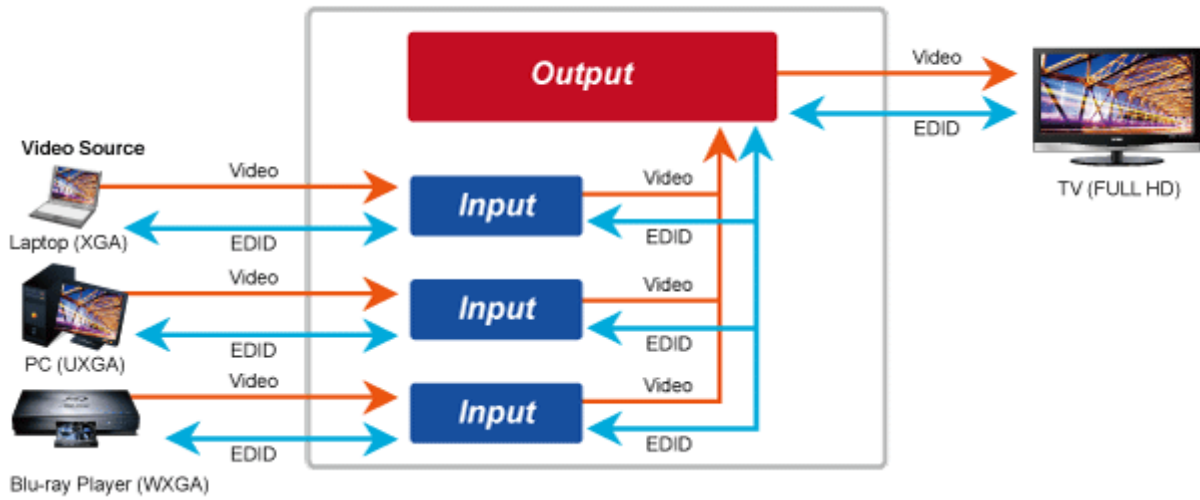 Output
Video
EDID
TV (FULL HD)
Video Source
Video
Laptop (XGA)
EDID
Input
Video
EDID
Video
PC (UXGA)
EDID
Input
Video
EDID
Video
Blu-ray Player (WXGA)
EDID
Input
Video
EDID